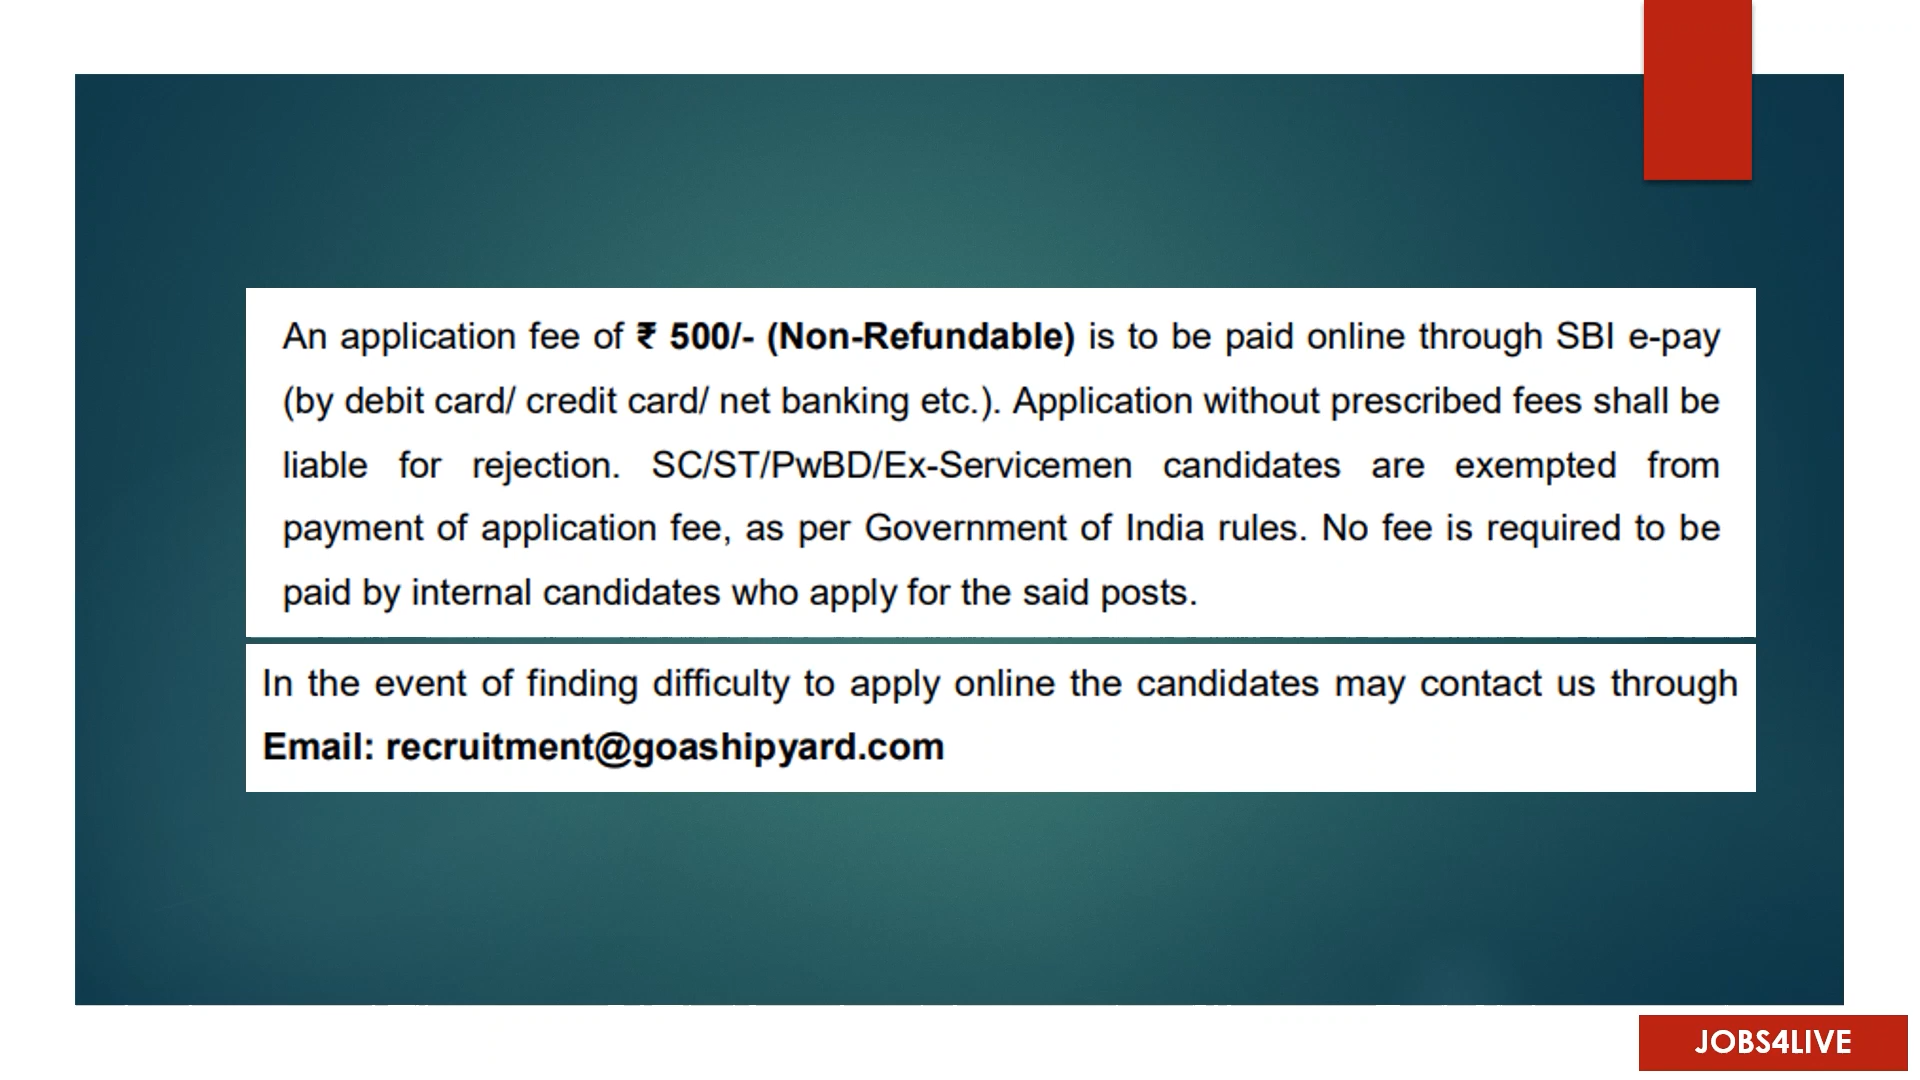 An application fee of ₹ 500/- (Non-Refundable) is to be paid online through SBI e-pay
(by debit card/ credit card/ net banking etc.). Application without prescribed fees shall be
liable for rejection. SC/ST/PwBD/Ex-Servicemen candidates are exempted from
payment of application fee, as per Government of India rules. No fee is required to be
paid by internal candidates who apply for the said posts.
In the event of finding difficulty to apply online the candidates may contact us through
Email: recruitment@goashipyard.com
JOBS4LIVE